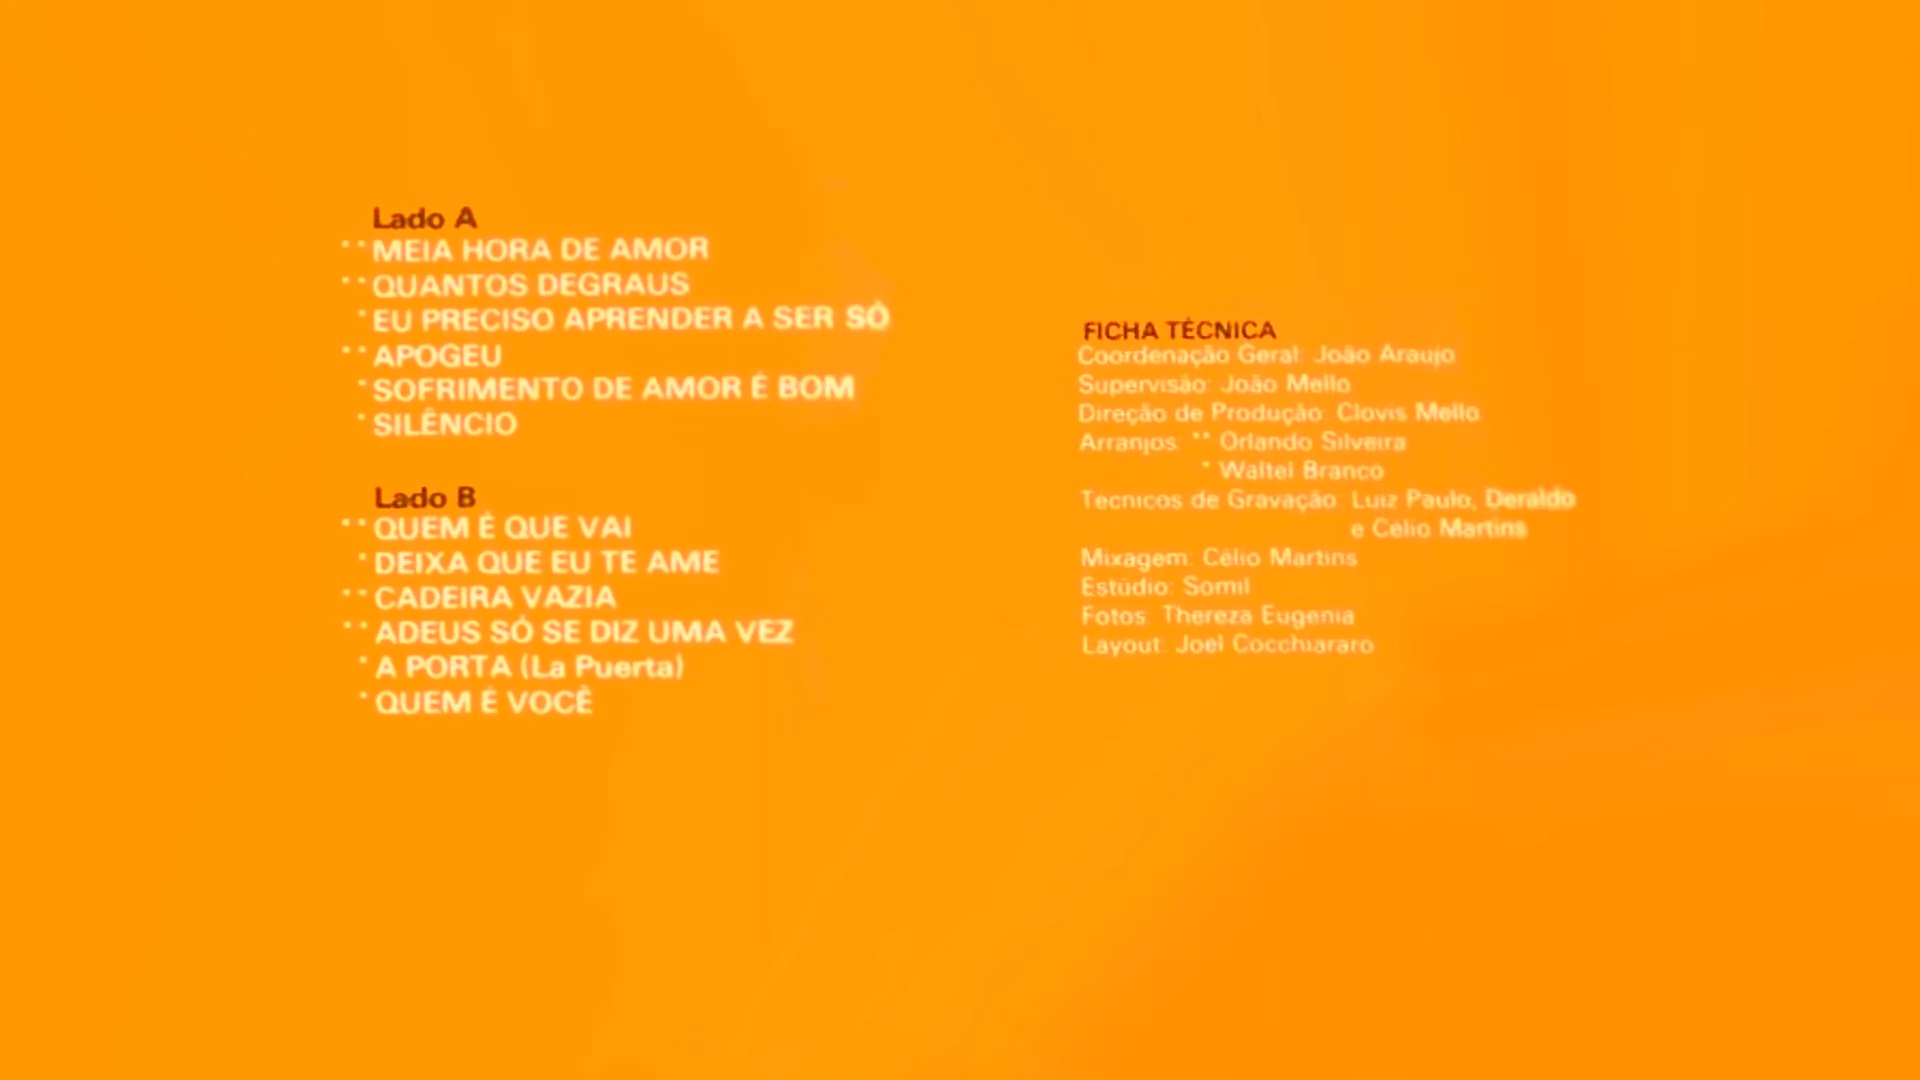 Lado A
** MEIA HORA DE AMOR
** QUANTOS DEGRAUS
* EU PRECISO APRENDER A SER SÓ
** APOGEU
* SOFRIMENTO DE AMOR É BOM
* SILÊNCIO
Lado B
** QUEM É QUE VAI
* DEIXA QUE EU TE AME
** CADEIRA VAZIA
** ADEUS SÓ SE DIZ UMA VEZ
* A PORTA (La Puerta)
* QUEM É VOCÊ
FICHA TÉCNICA
Coordenação Geral: João Araujo
Supervisão: João Mello
Direção de Produção: Clovis Mello
Arranjos: ** Orlando Silveira
* Waltel Branco
Tecnicos de Gravação: Luiz Paulo, Deraldo
e Célio Martins
Mixagem: Célio Martins
Estúdio: Somil
Fotos: Thereza Eugenia
Layout: Joel Cocchiararo